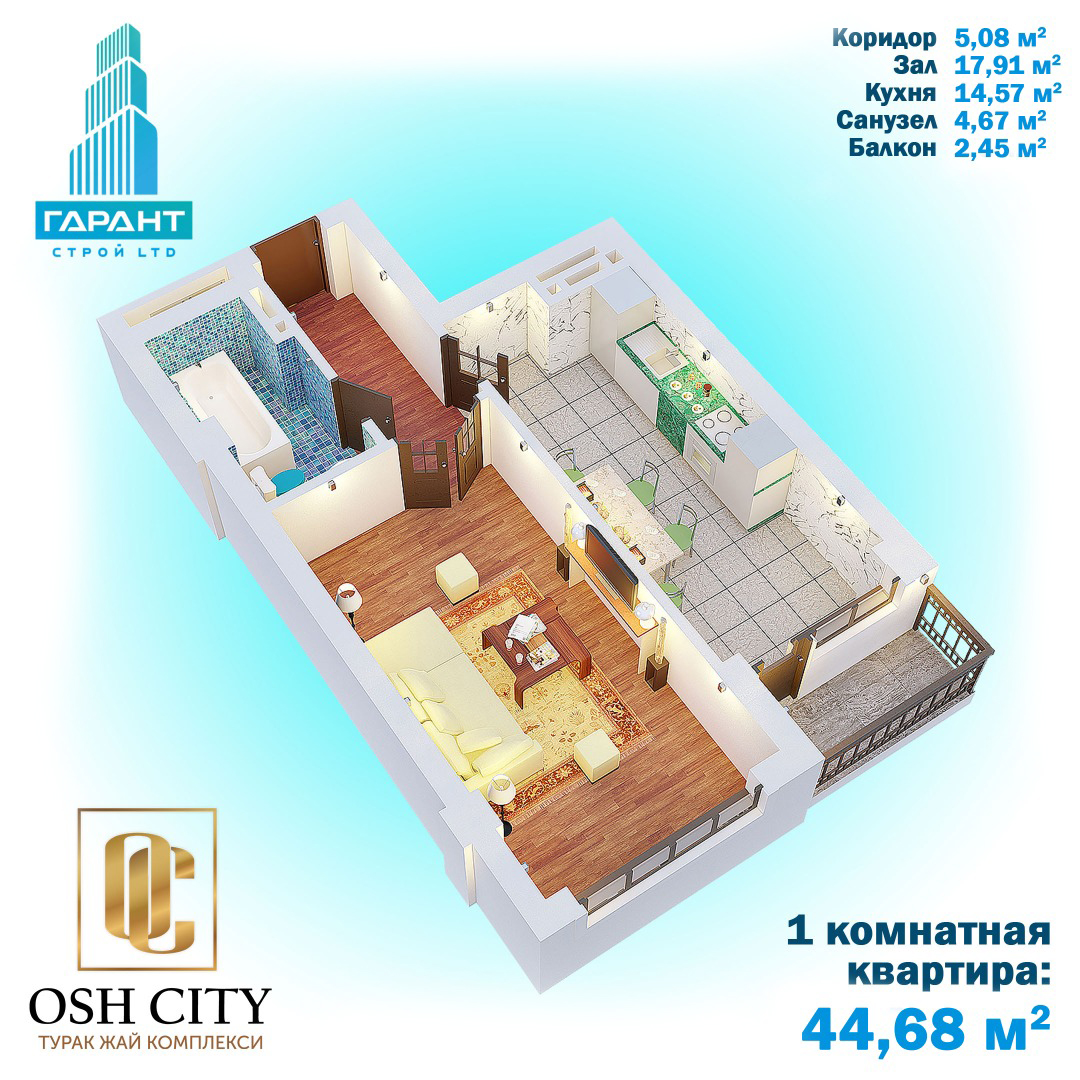 ГАРАНТ
СТРОЙ LTD
Коридор 5,08 м²
Зал 17,91 м²
Кухня 14,57 м²
Санузел 4,67 м²
Балкон 2,45 м²
OC
OSH CITY
ТУРАК ЖАЙ КОМПЛЕКСИ
1 комнатная
квартира:
44,68 м²